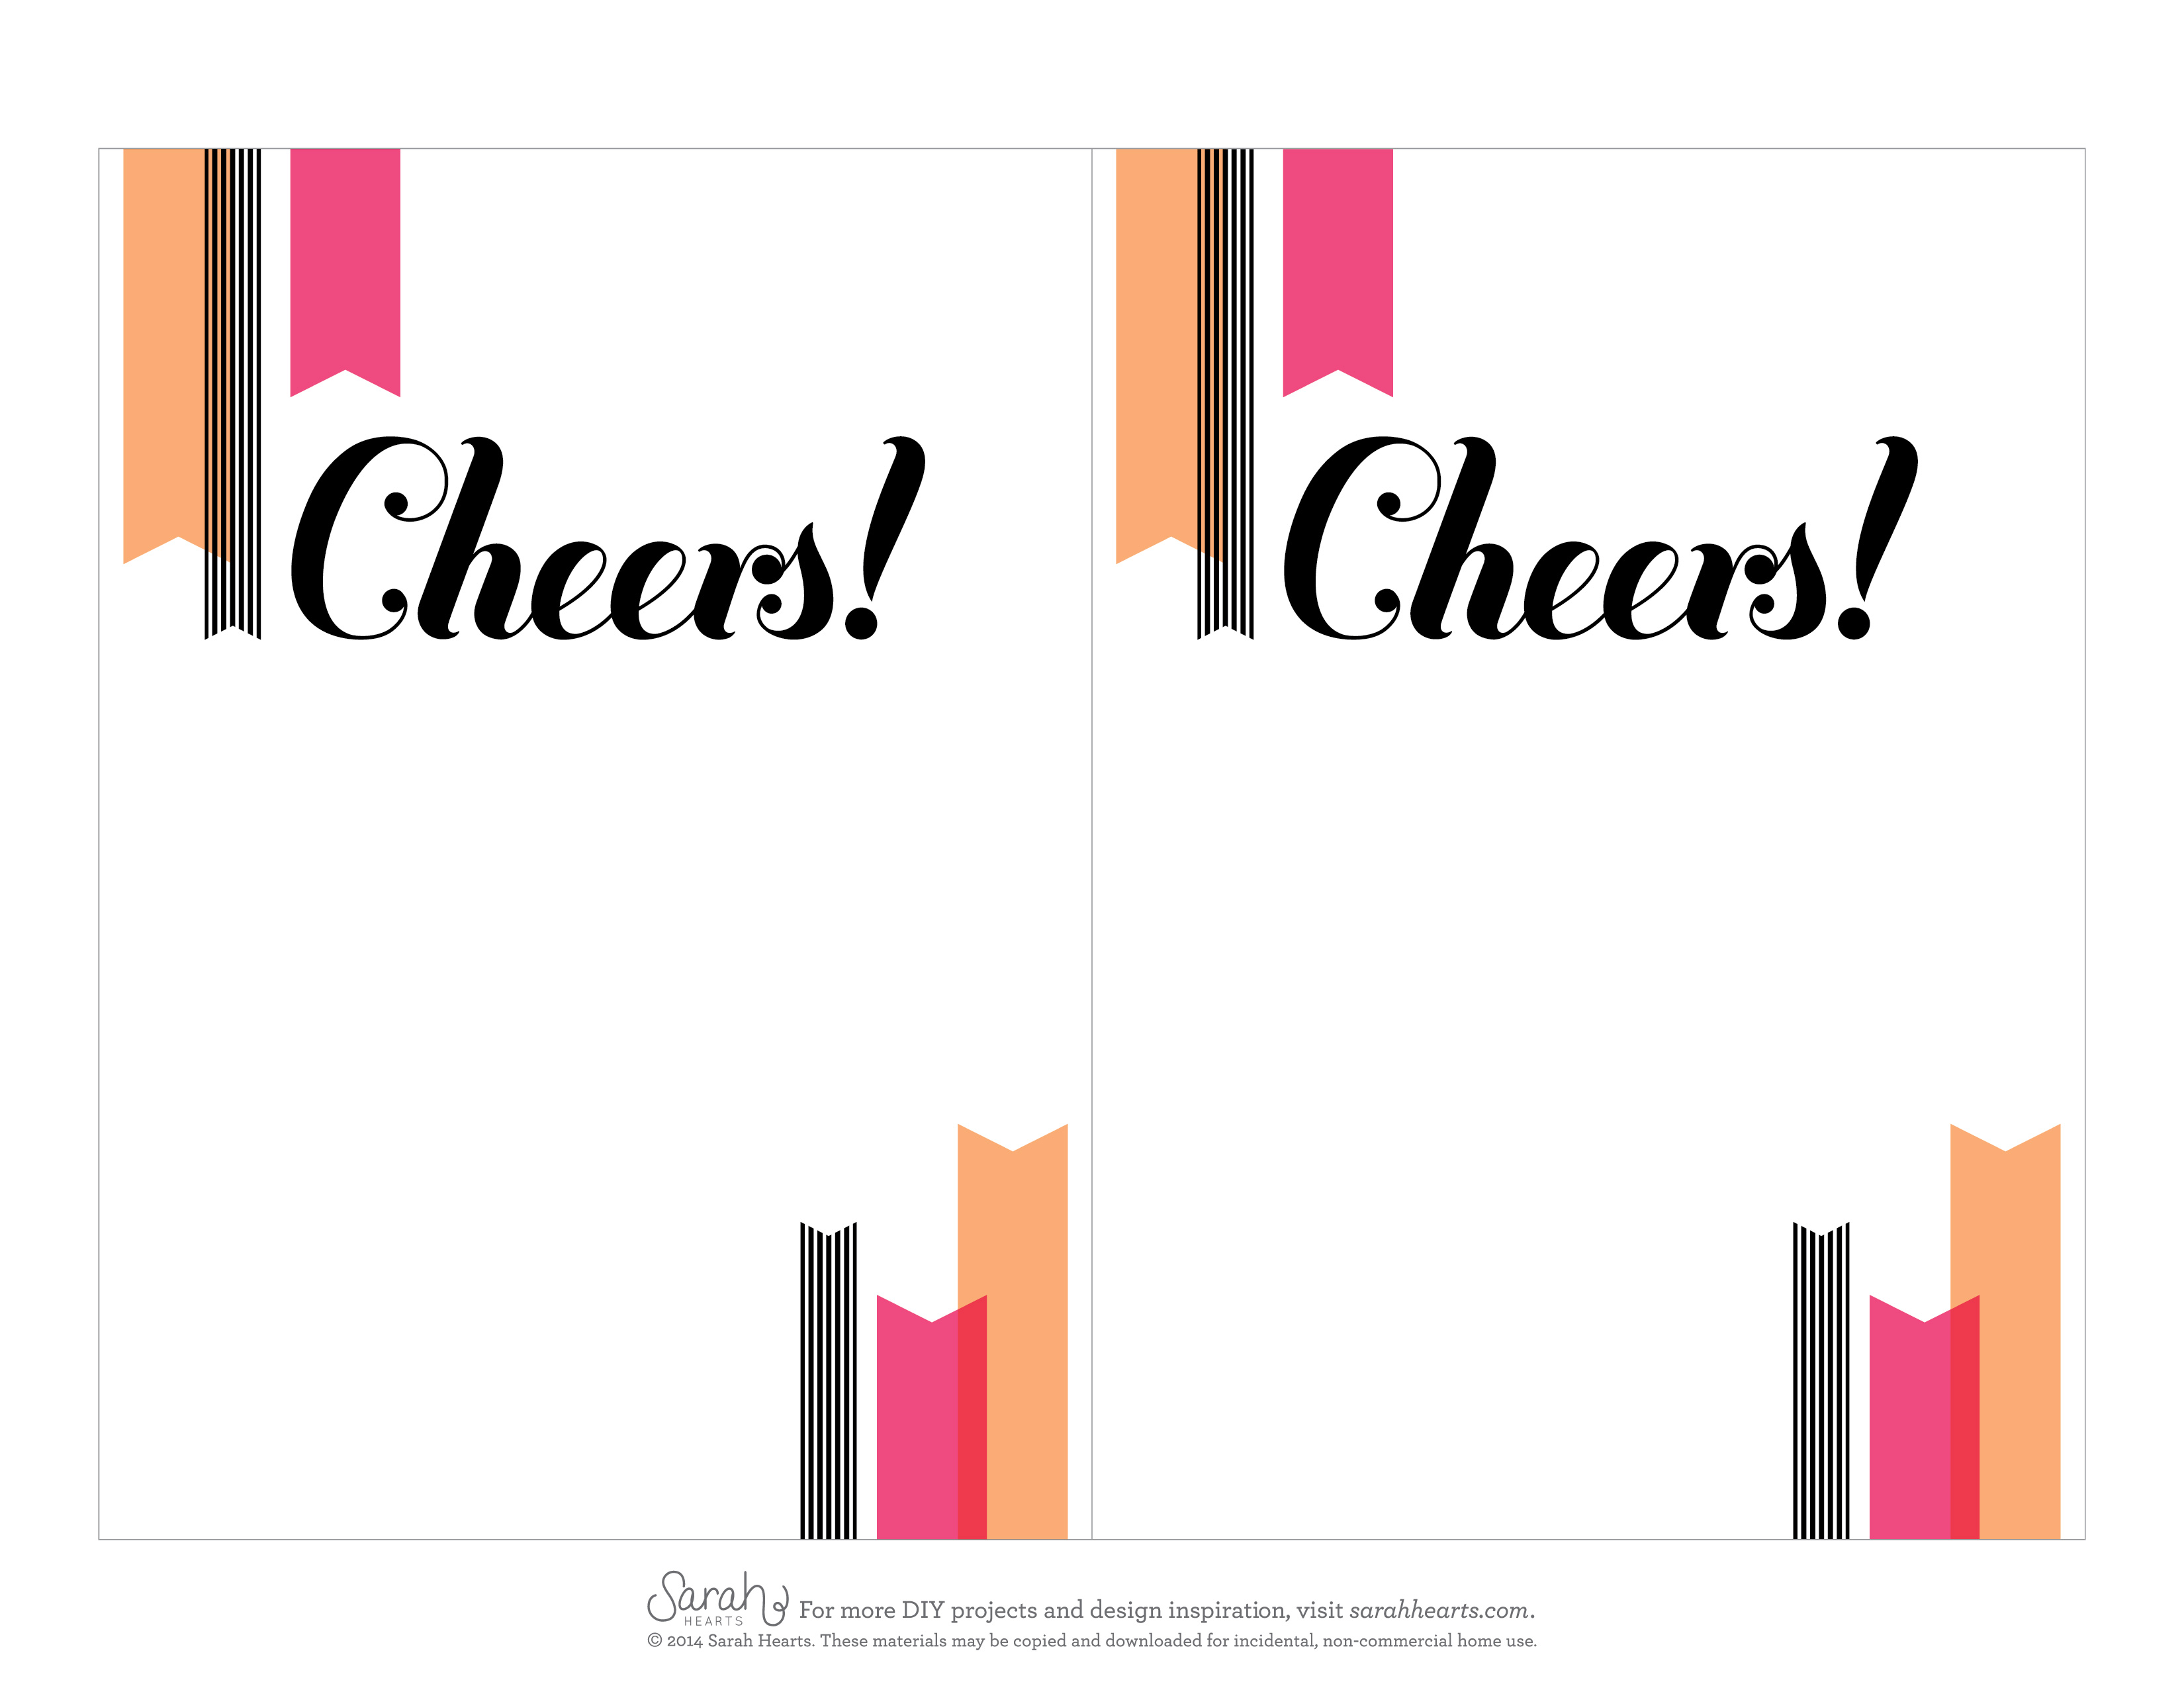 Cheers! Cheers!
Sarah
HEARTS
For more DIY projects and design inspiration, visit sarahhearts.com.
© 2014 Sarah Hearts. These materials may be copied and downloaded for incidental, non-commercial home use.